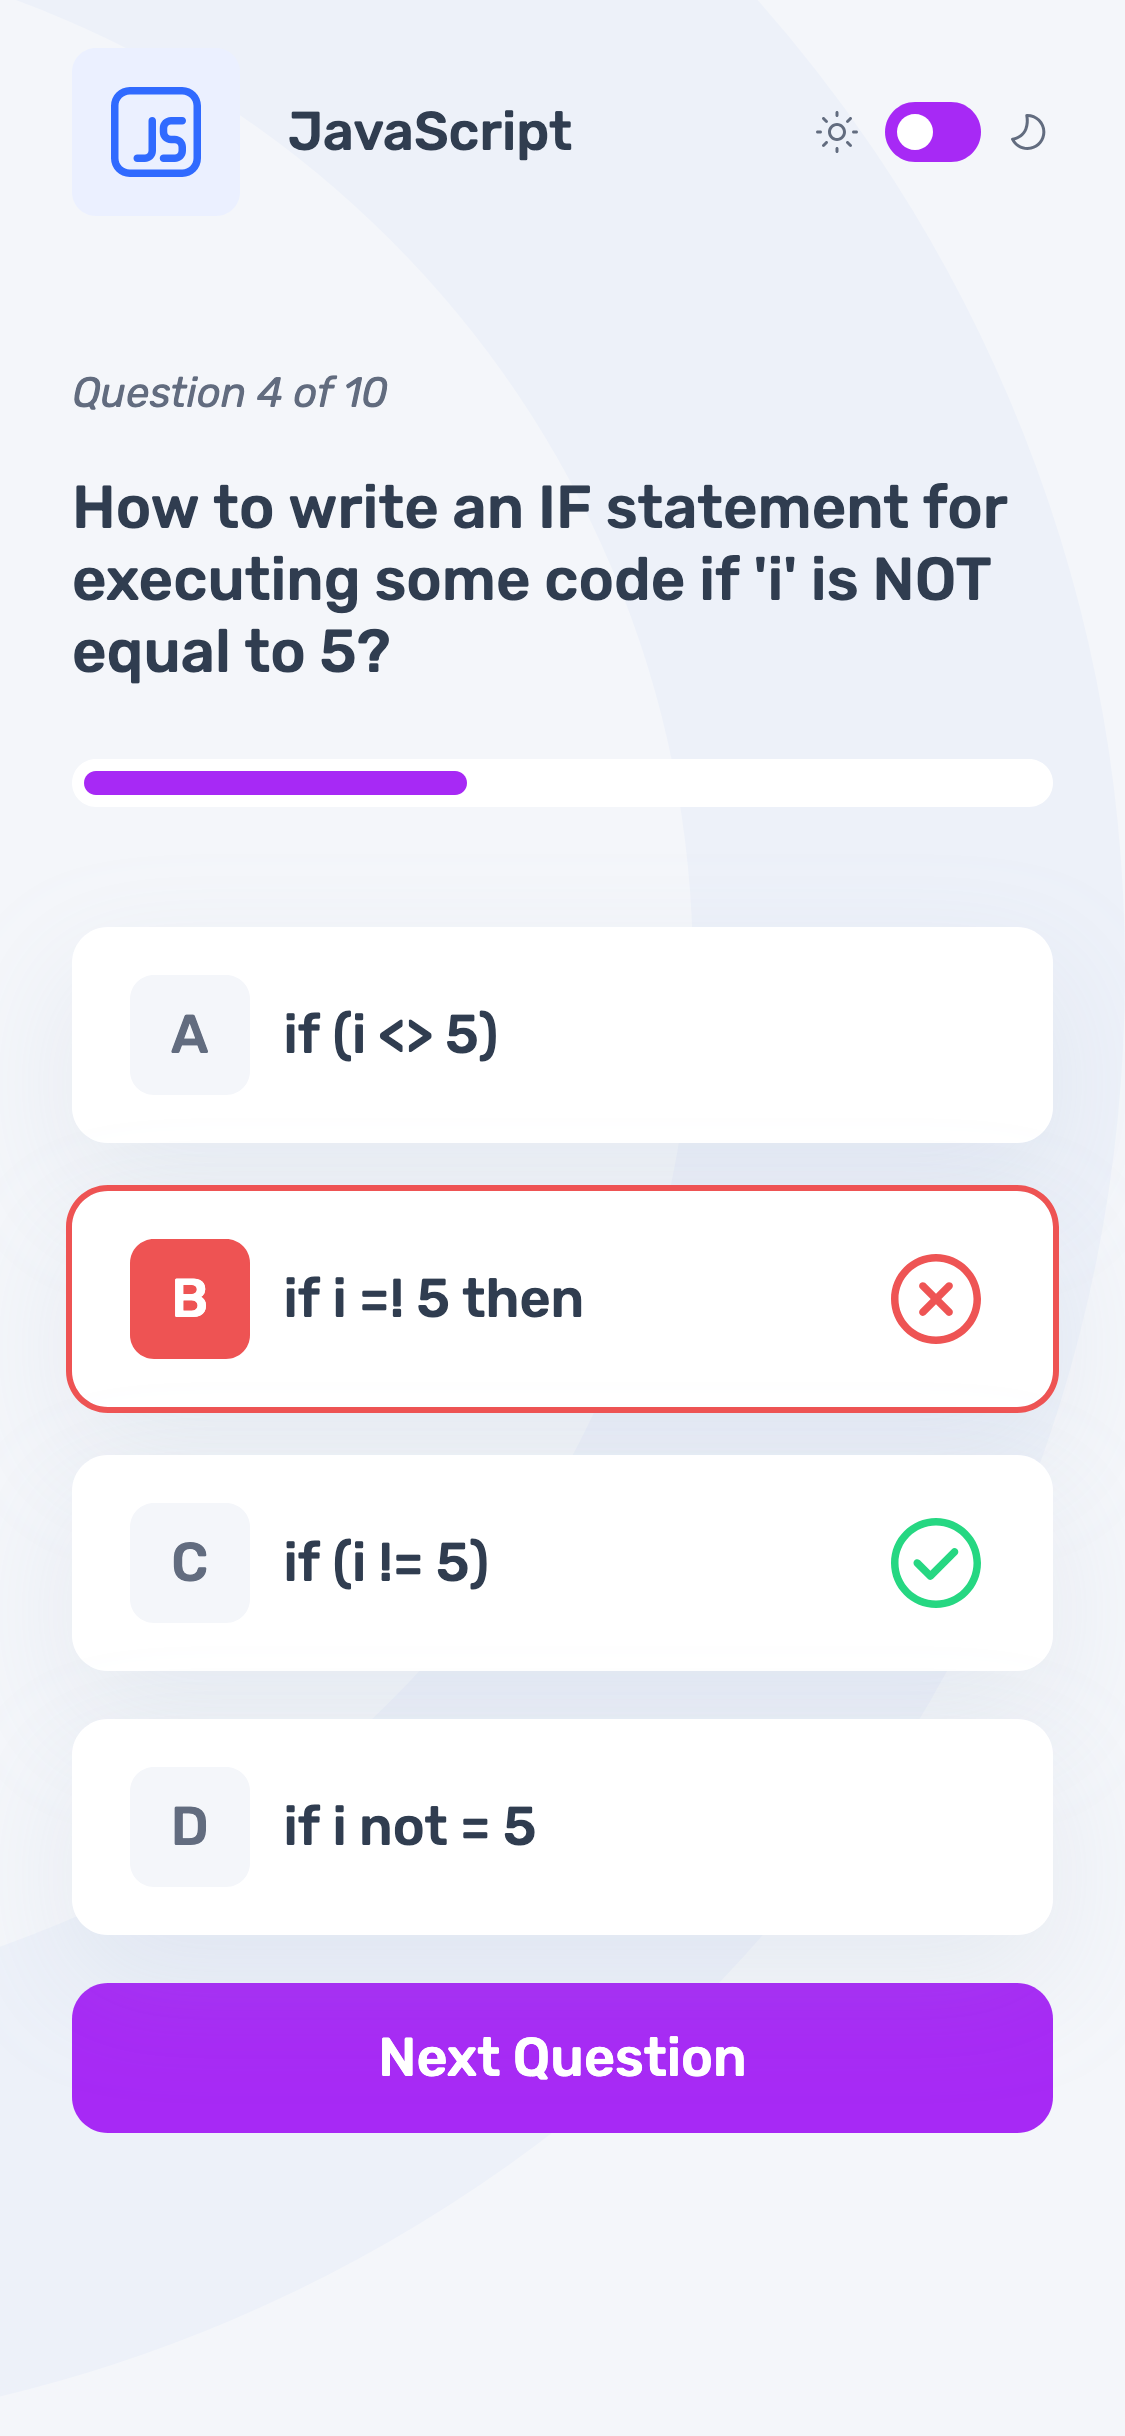 JS
JavaScript
Question 4 of 10
How to write an IF statement for
executing some code if 'i' is NOT
equal to 5?
A
if (i <> 5)
B
if i =! 5 then
C
if (i != 5)
D
if i not = 5
Next Question